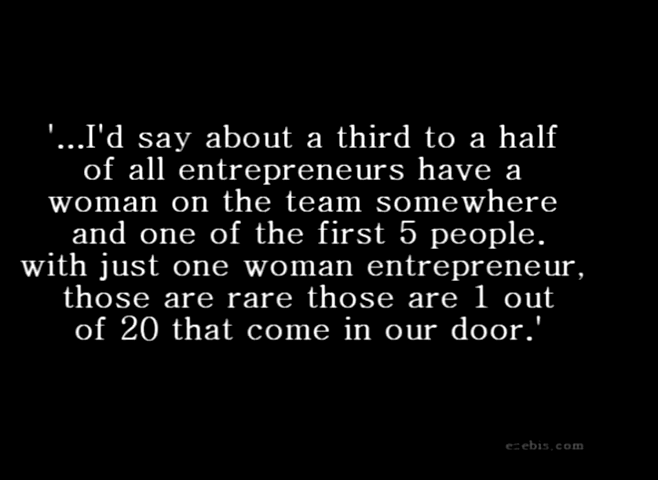 '...I'd say about a third to a half
of all entrepreneurs have a
woman on the team somewhere
and one of the first 5 people.
with just one woman entrepreneur,
those are rare those are 1 out
of 20 that come in our door.'